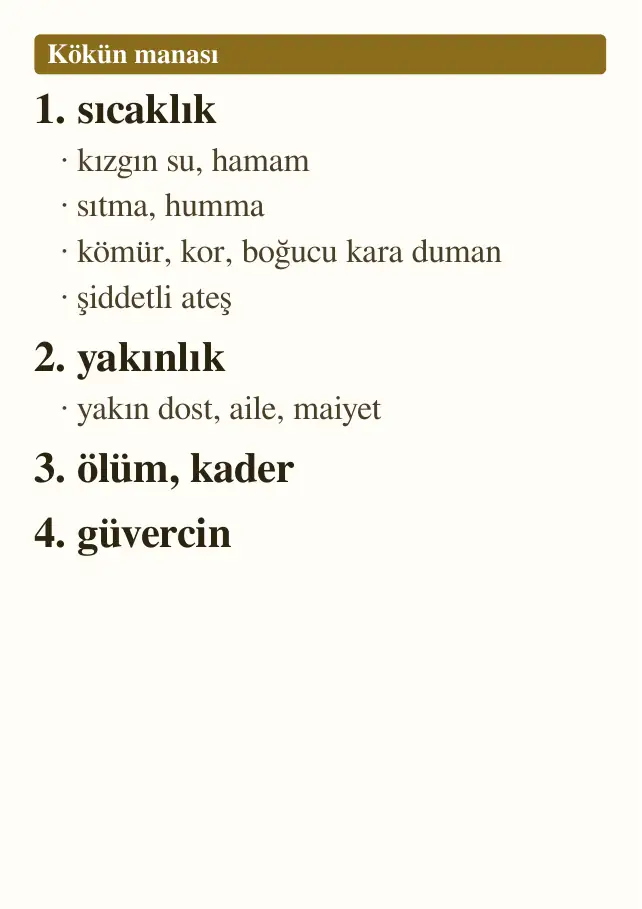 Kökün manası
1. sıcaklık
· kızgın su, hamam
· sıtma, humma
· kömür, kor, boğucu kara duman
· şiddetli ateş
2. yakınlık
· yakın dost, aile, maiyet
3. ölüm, kader
4. güvercin